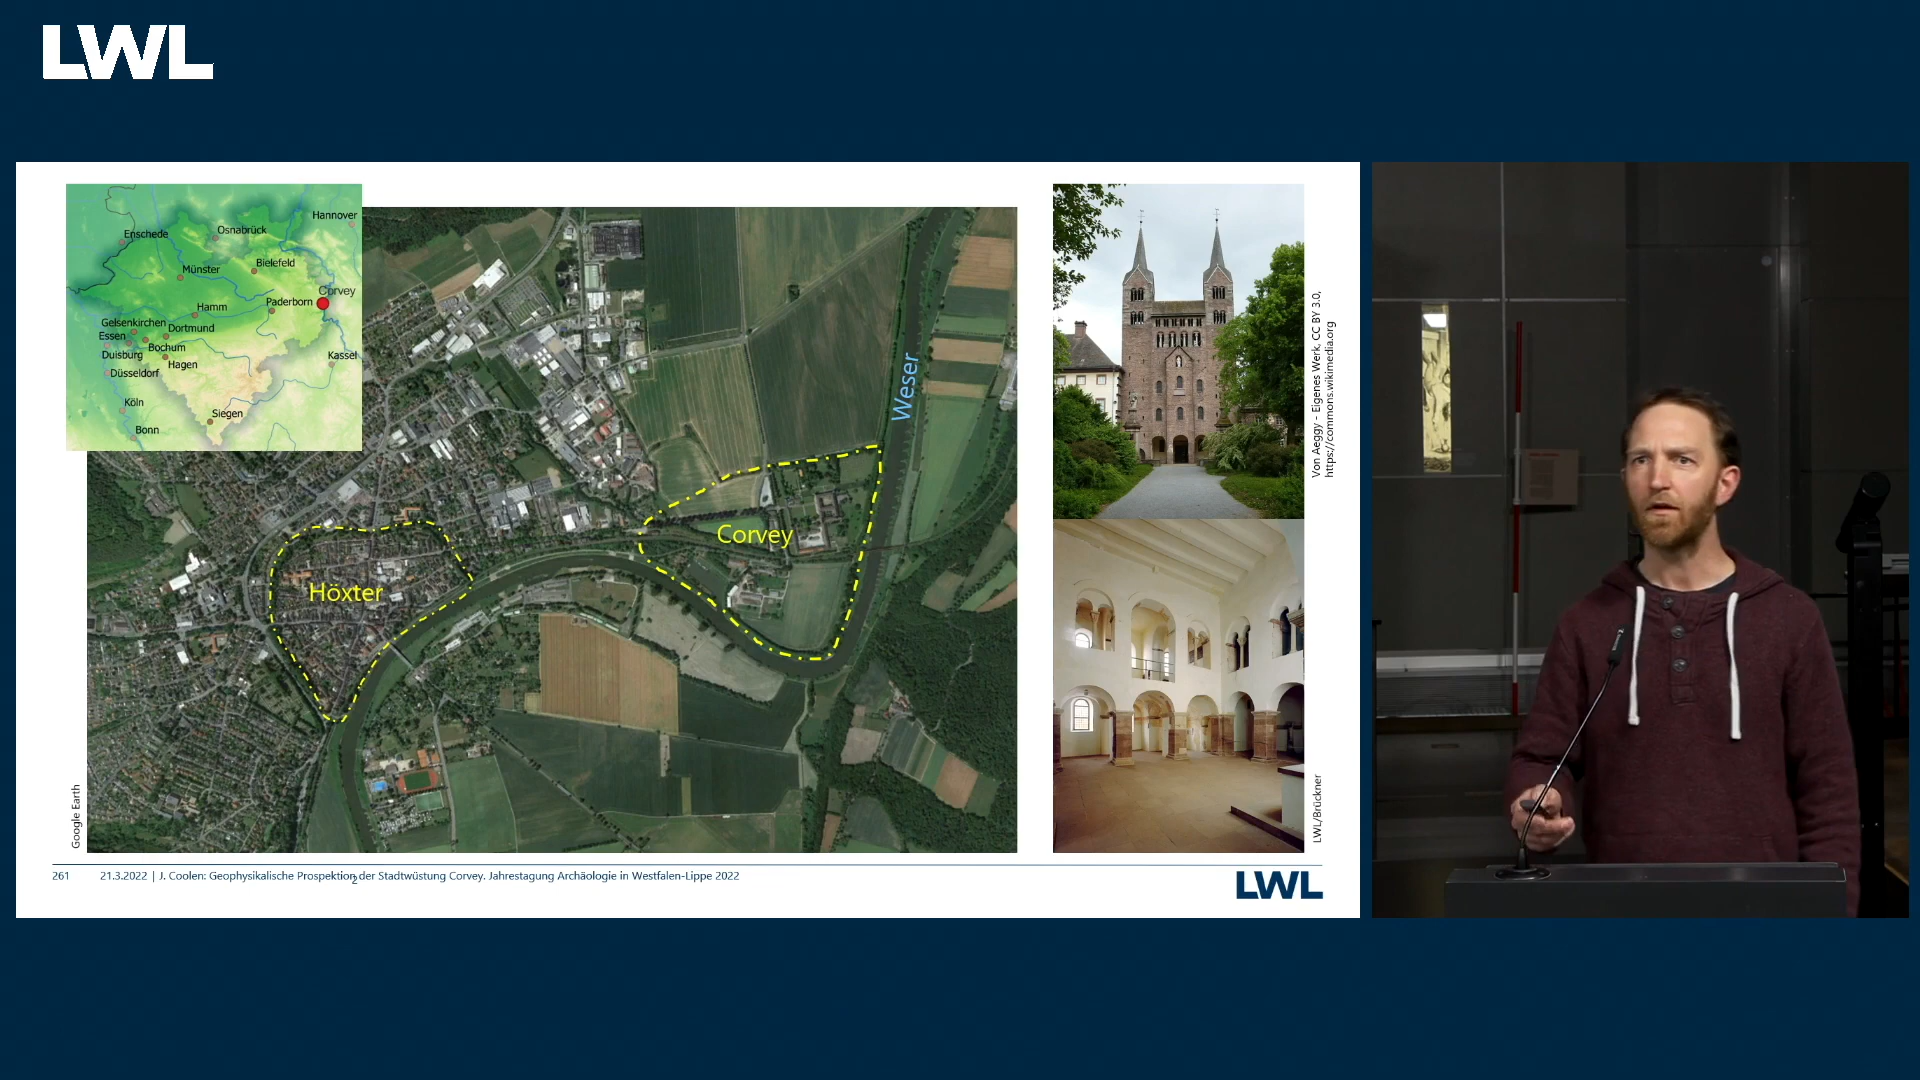 LWL
Hannover
Enschede
Osnabrück
Münster
Bielefeld
Corvey
Paderborn
Hamm
Gelsenkirchen
Dortmund
Essen
Bochum
Duisburg
Kassel
Hagen
Düsseldorf
Köln
Siegen
Bonn
Weser
Corvey
Höxter
Google Earth
Von Aeggy - Eigenes Werk, CC BY 3.0,
https://commons.wikimedia.org
LWL/Brückner
261 21.3.2022 | J. Coolen: Geophysikalische Prospektion der Stadtwüstung Corvey. Jahrestagung Archäologie in Westfalen-Lippe 2022
2
LWL